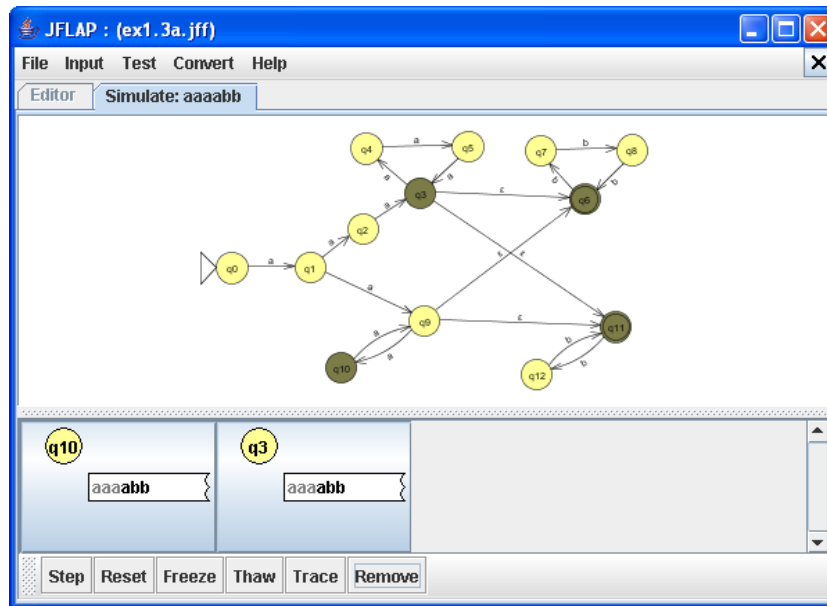 JFLAP : (ex1.3a.jff)
File Input Test Convert Help
Editor Simulate: aaaabb
q4 a q5 q7 b q8
a a b b
q3 ε q6
a
q2
a ε ε
q0 a q1
a
q9 ε q11
a a b b
q10 q12
q10 q3
aaaabb aaaabb
Step Reset Freeze Thaw Trace Remove